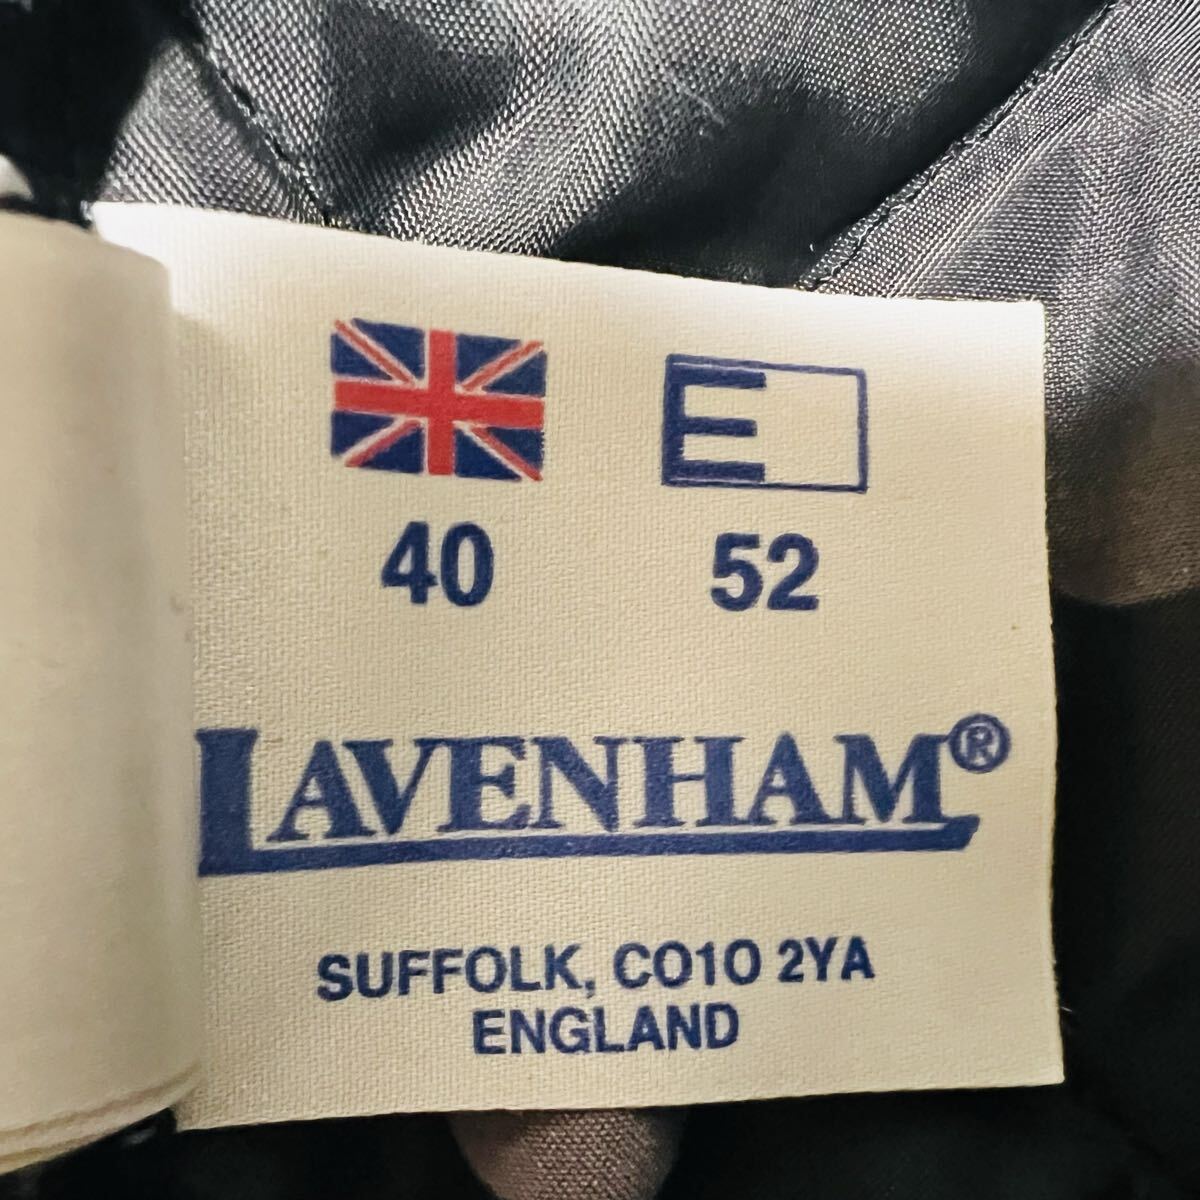 E
40 52
LAVENHAM®
SUFFOLK, CO10 2YA
ENGLAND